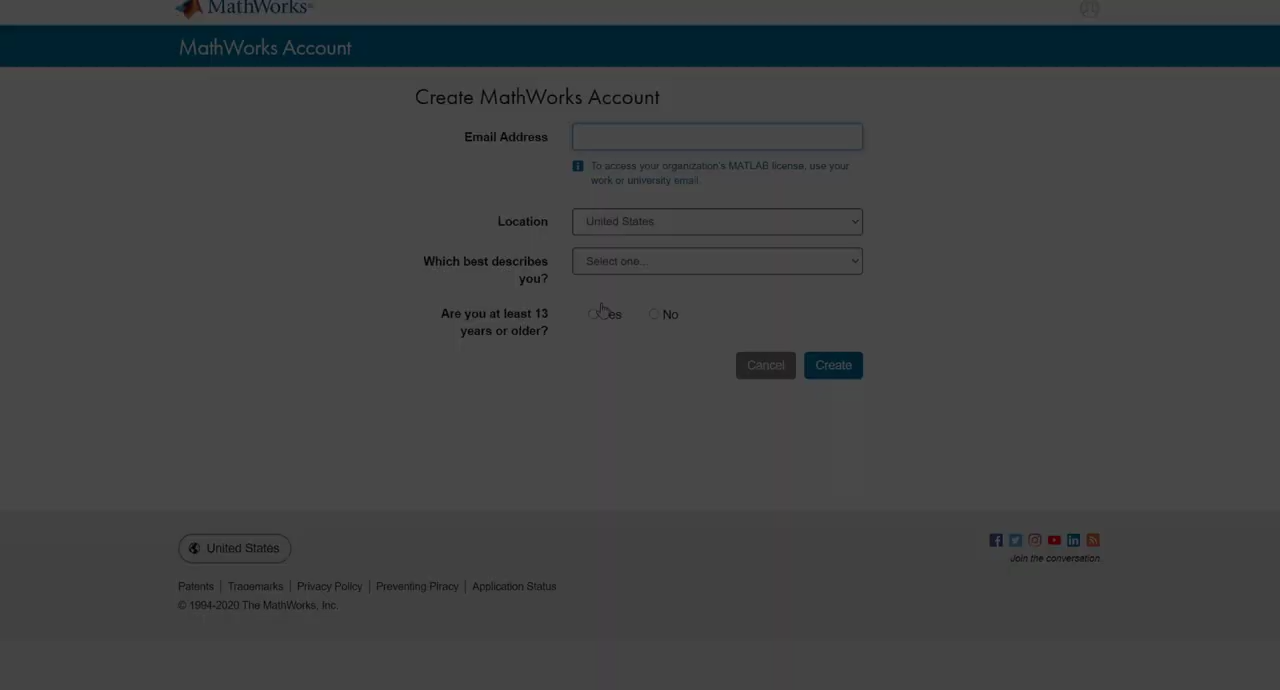 MathWorks®
MathWorks Account
Create MathWorks Account
Email Address
To access your organization's MATLAB license, use your
work or university email.
Location
United States
Which best describes
you?
Select one...
Are you at least 13
years or older?
Yes
No
Cancel
Create
United States
Join the conversation
Patents | Trademarks | Privacy Policy | Preventing Piracy | Application Status
© 1994-2020 The MathWorks, Inc.